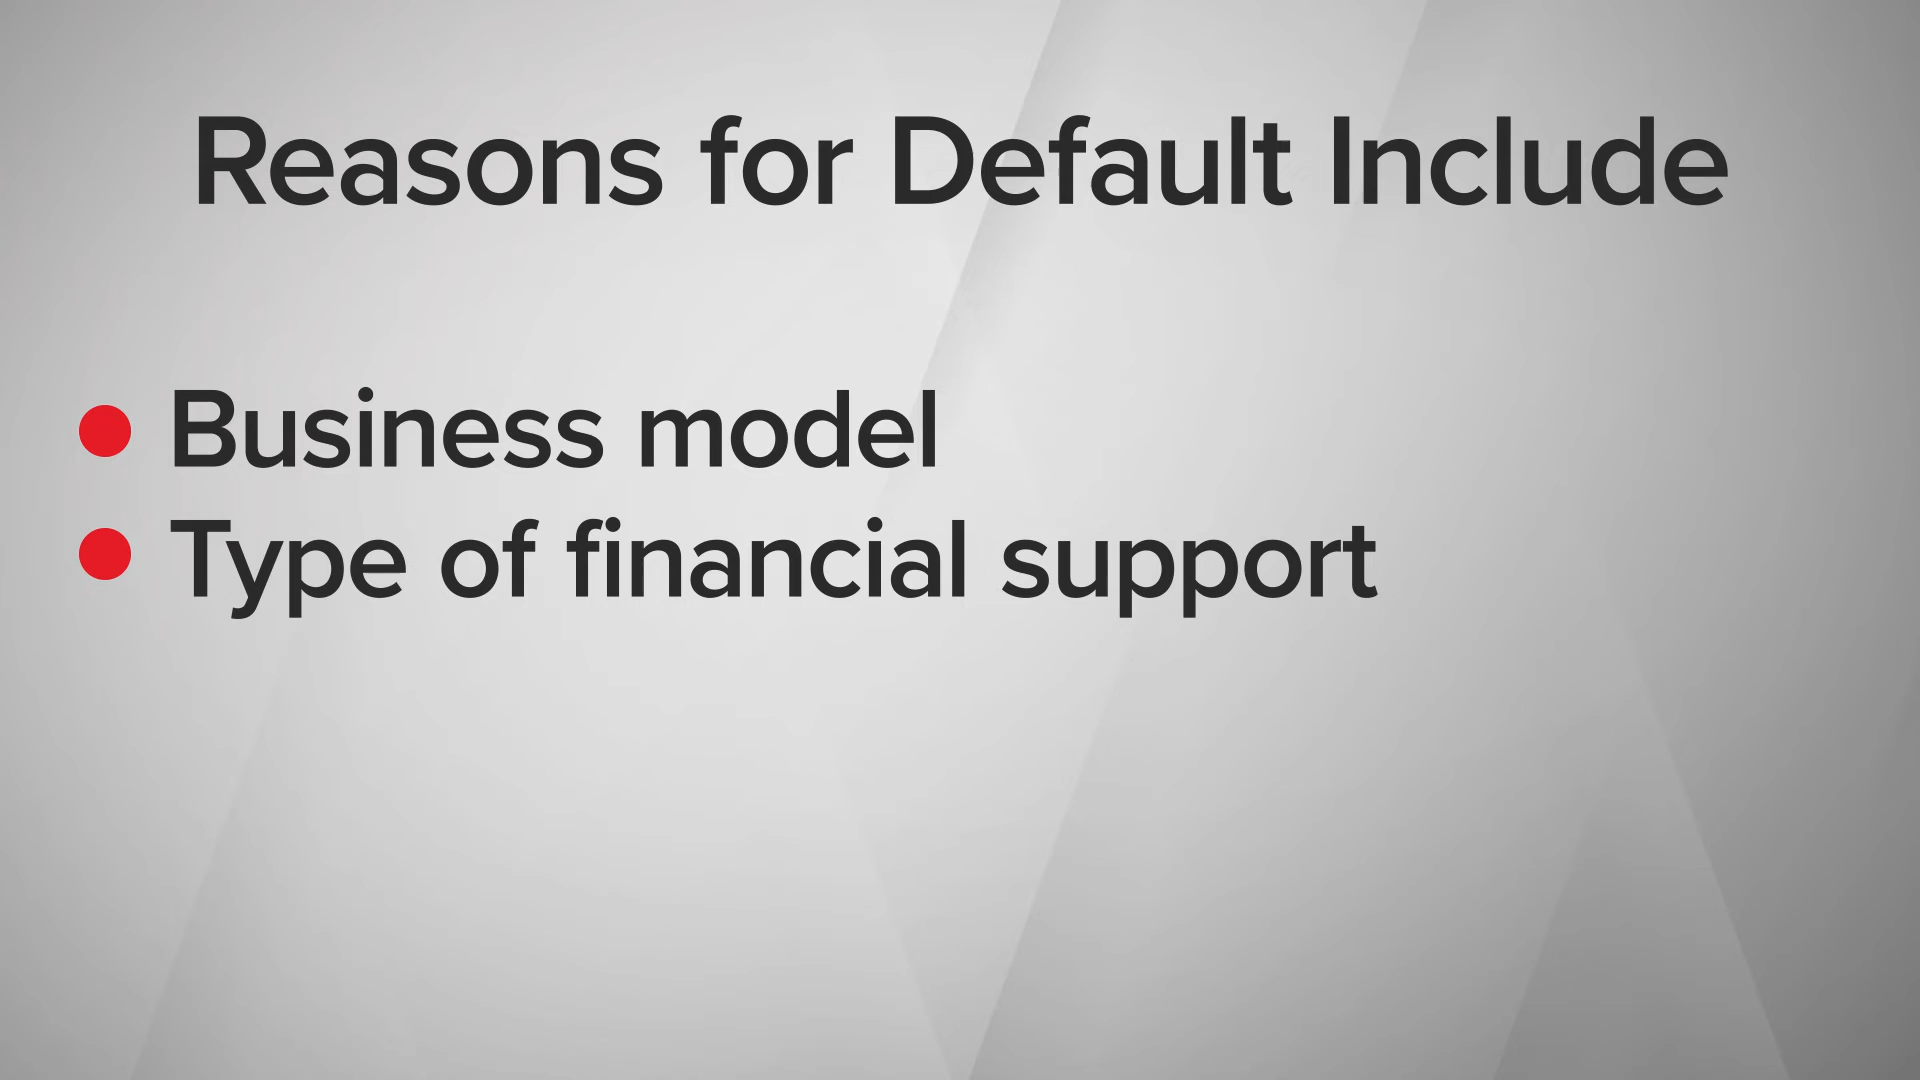 Reasons for Default Include
Business model
Type of financial support